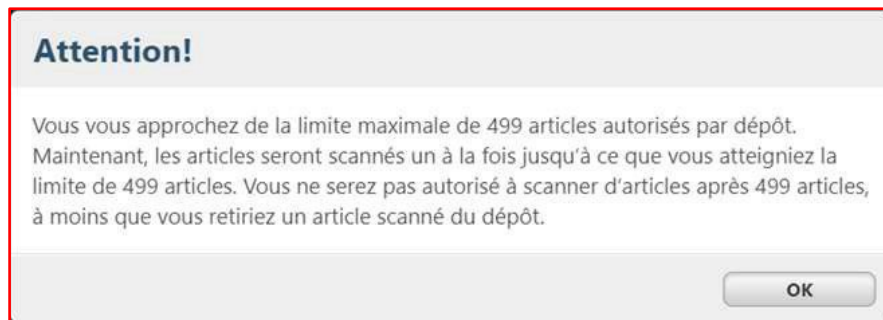 Attention!
Vous vous approchez de la limite maximale de 499 articles autorisés par dépôt.
Maintenant, les articles seront scannés un à la fois jusqu'à ce que vous atteigniez la
limite de 499 articles. Vous ne serez pas autorisé à scanner d'articles après 499 articles,
à moins que vous retiriez un article scanné du dépôt.
OK